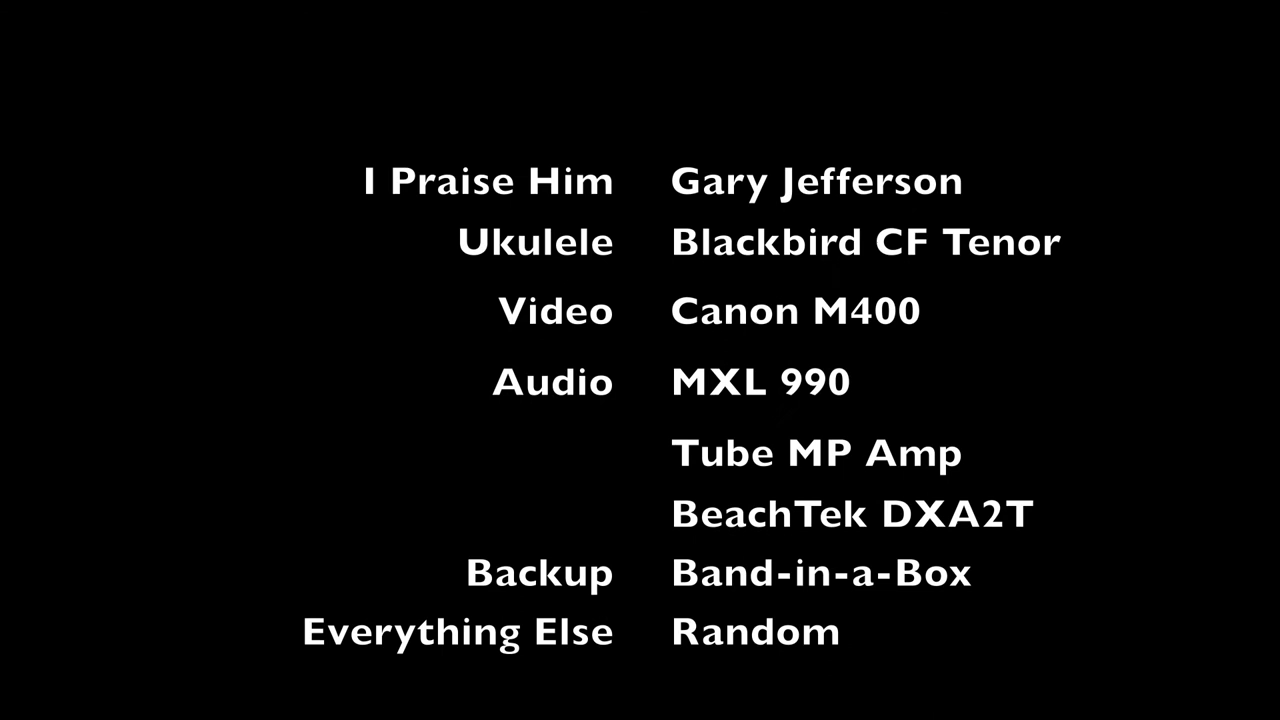 I Praise Him Gary Jefferson
Ukulele Blackbird CF Tenor
Video Canon M400
Audio MXL 990
Tube MP Amp
BeachTek DXA2T
Backup Band-in-a-Box
Everything Else Random